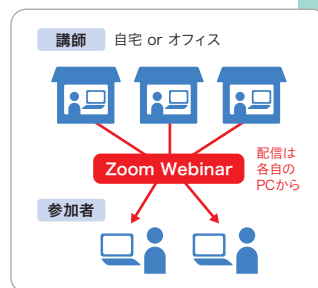 講師 自宅 or オフィス
Zoom Webinar
配信は
各自の
PCから
参加者